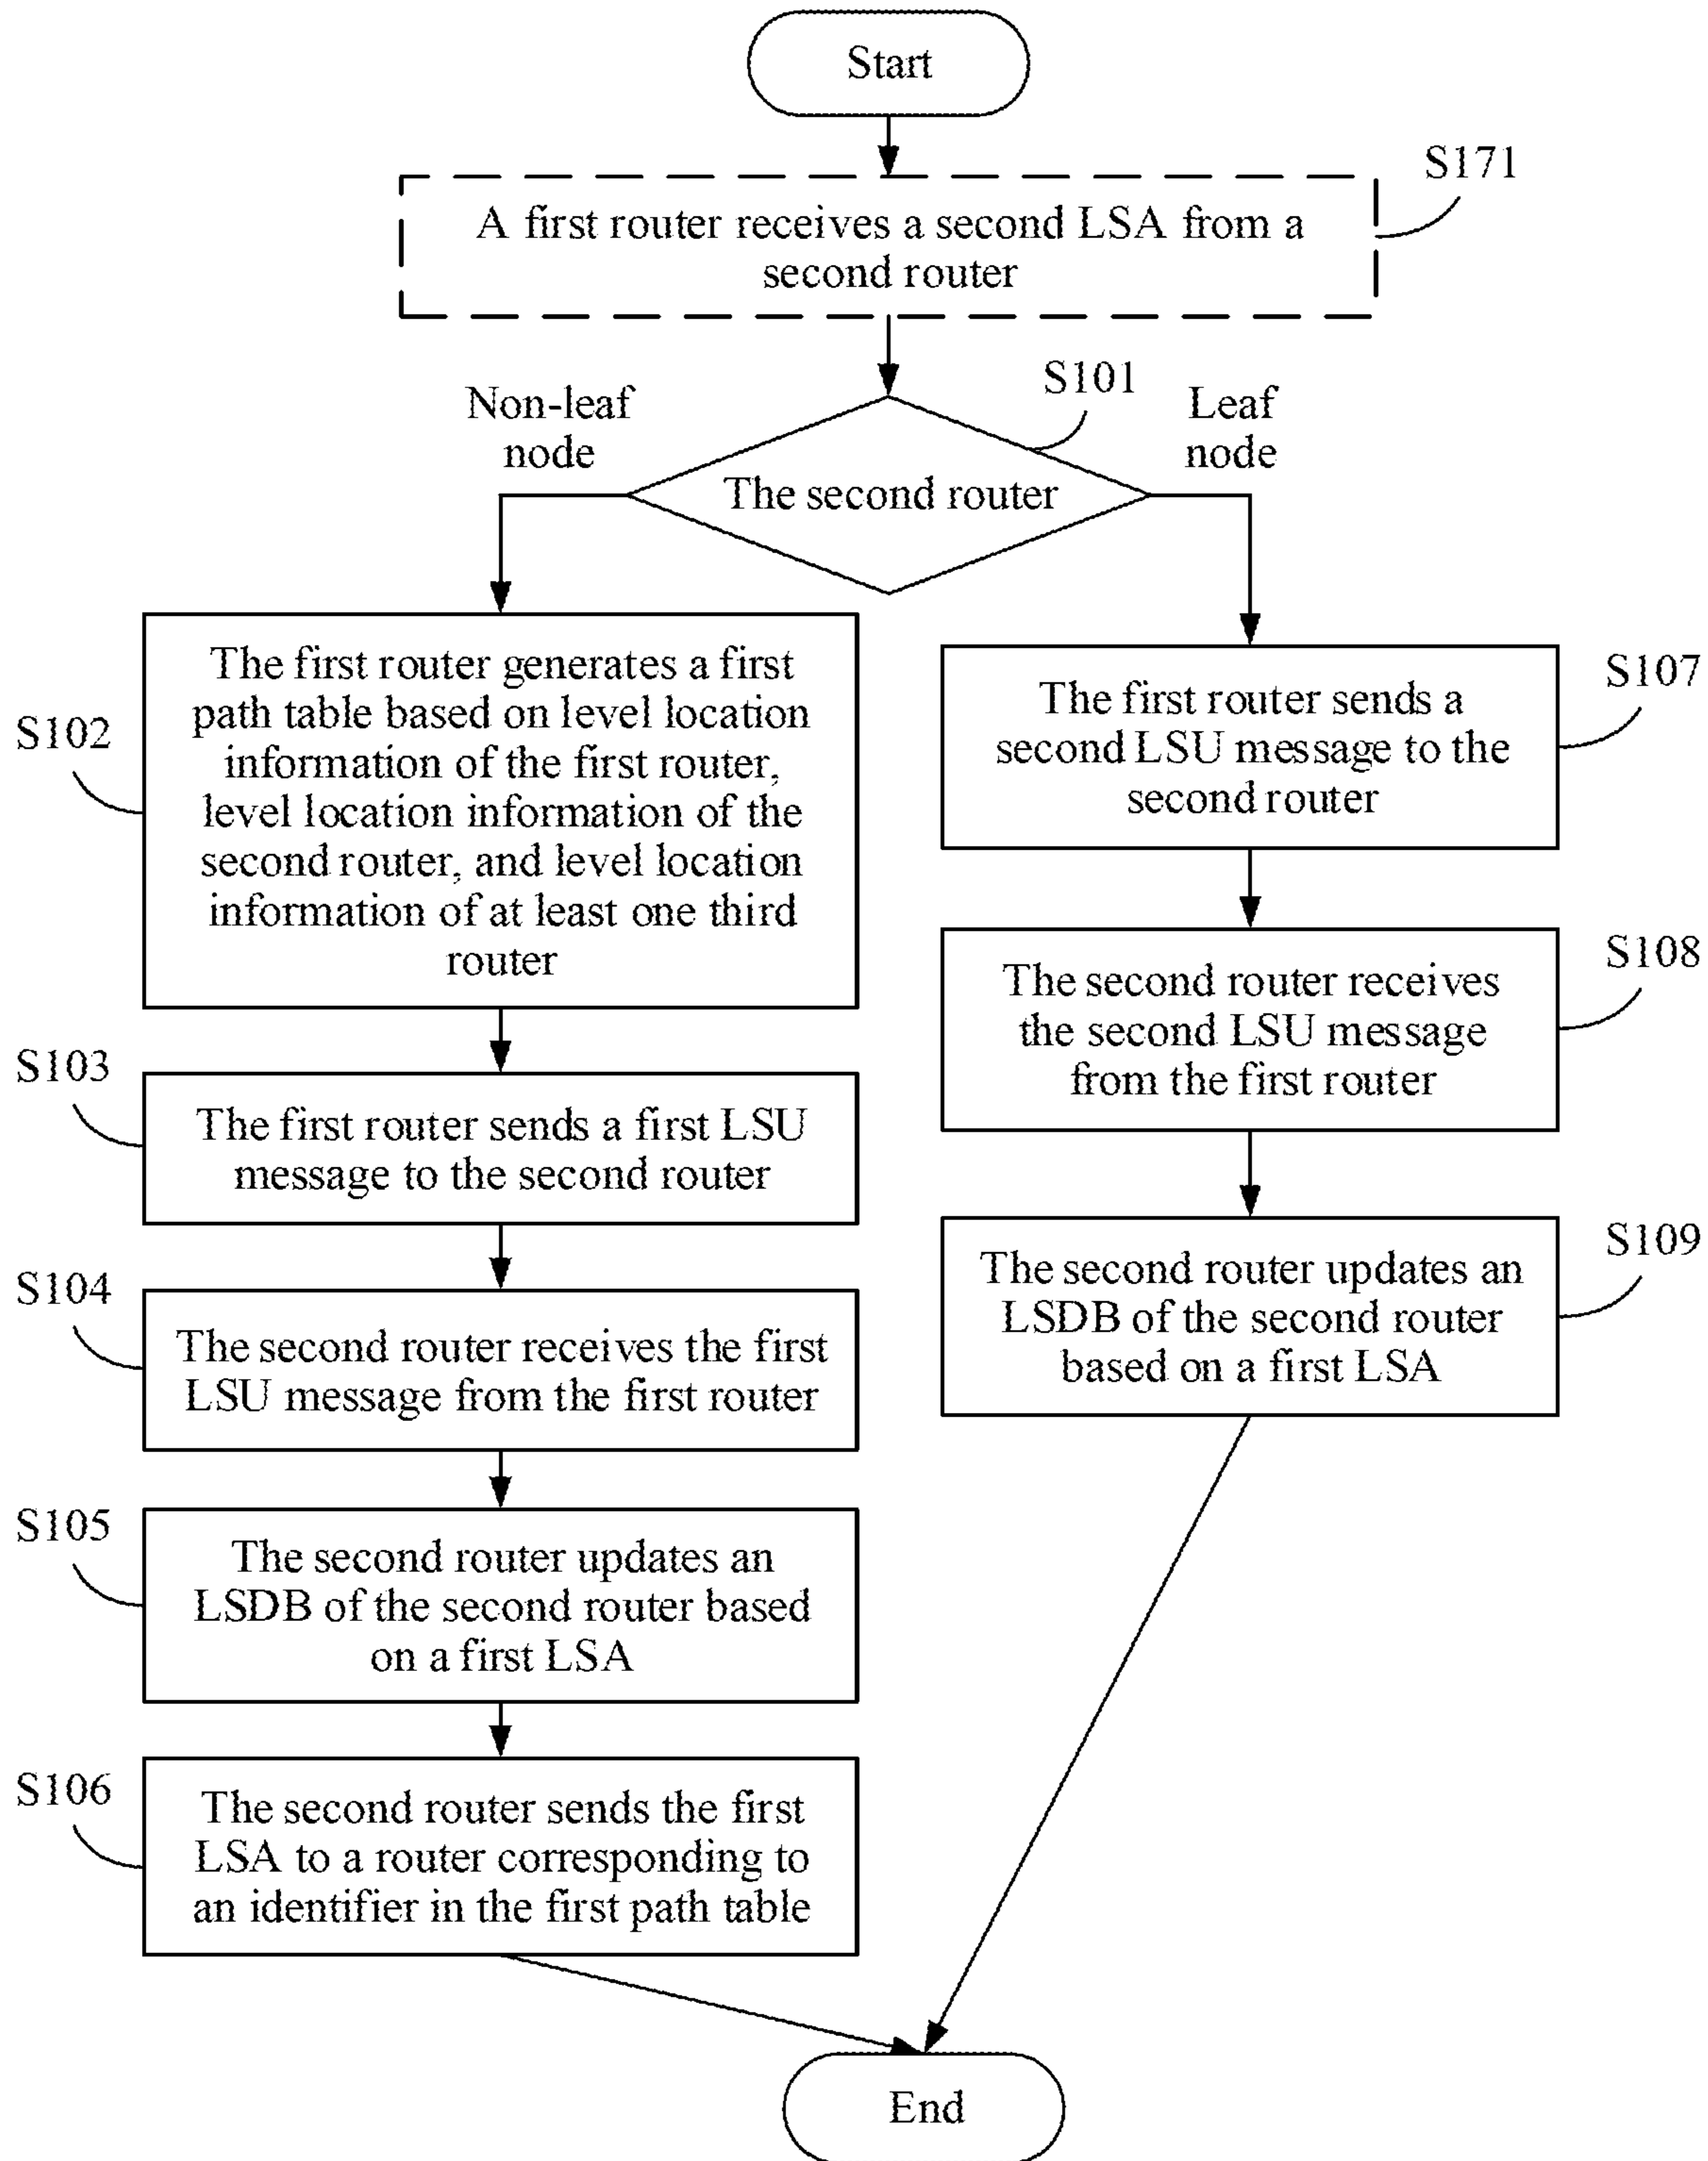 Start
S171
A first router receives a second LSA from a
second router
S101
Non-leaf
node
Leaf
node
The second router
S102
The first router generates a first
path table based on level location
information of the first router,
level location information of the
second router, and level location
information of at least one third
router
S103
The first router sends a first LSU
message to the second router
S104
The second router receives the first
LSU message from the first router
S105
The second router updates an
LSDB of the second router based
on a first LSA
S106
The second router sends the first
LSA to a router corresponding to
an identifier in the first path table
S107
The first router sends a
second LSU message to the
second router
S108
The second router receives
the second LSU message
from the first router
S109
The second router updates an
LSDB of the second router
based on a first LSA
End